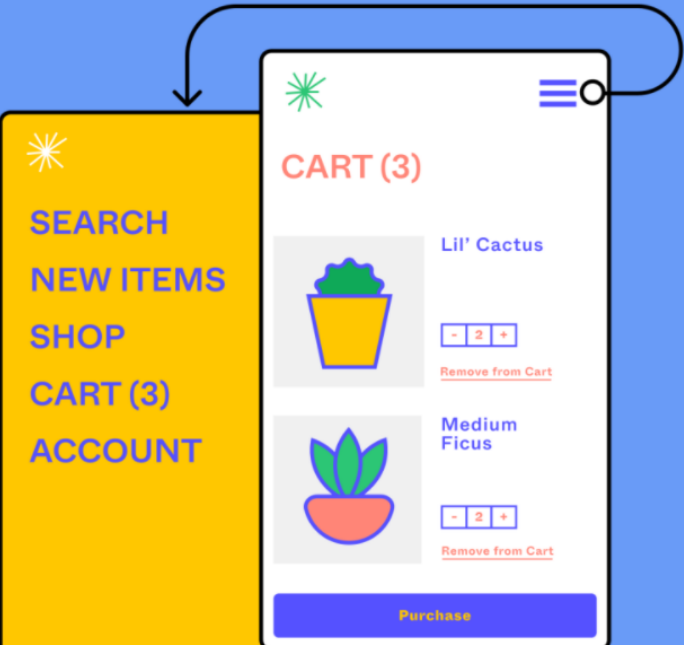 SEARCH
NEW ITEMS
SHOP
CART (3)
ACCOUNT
CART (3)
Lil’ Cactus
- 2 +
Remove from Cart
Medium
Ficus
- 2 +
Remove from Cart
Purchase